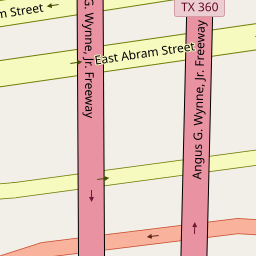 m Street
TX 360
G. Wynne, Jr. Freeway
East Abram Street
Angus G. Wynne, Jr. Freeway